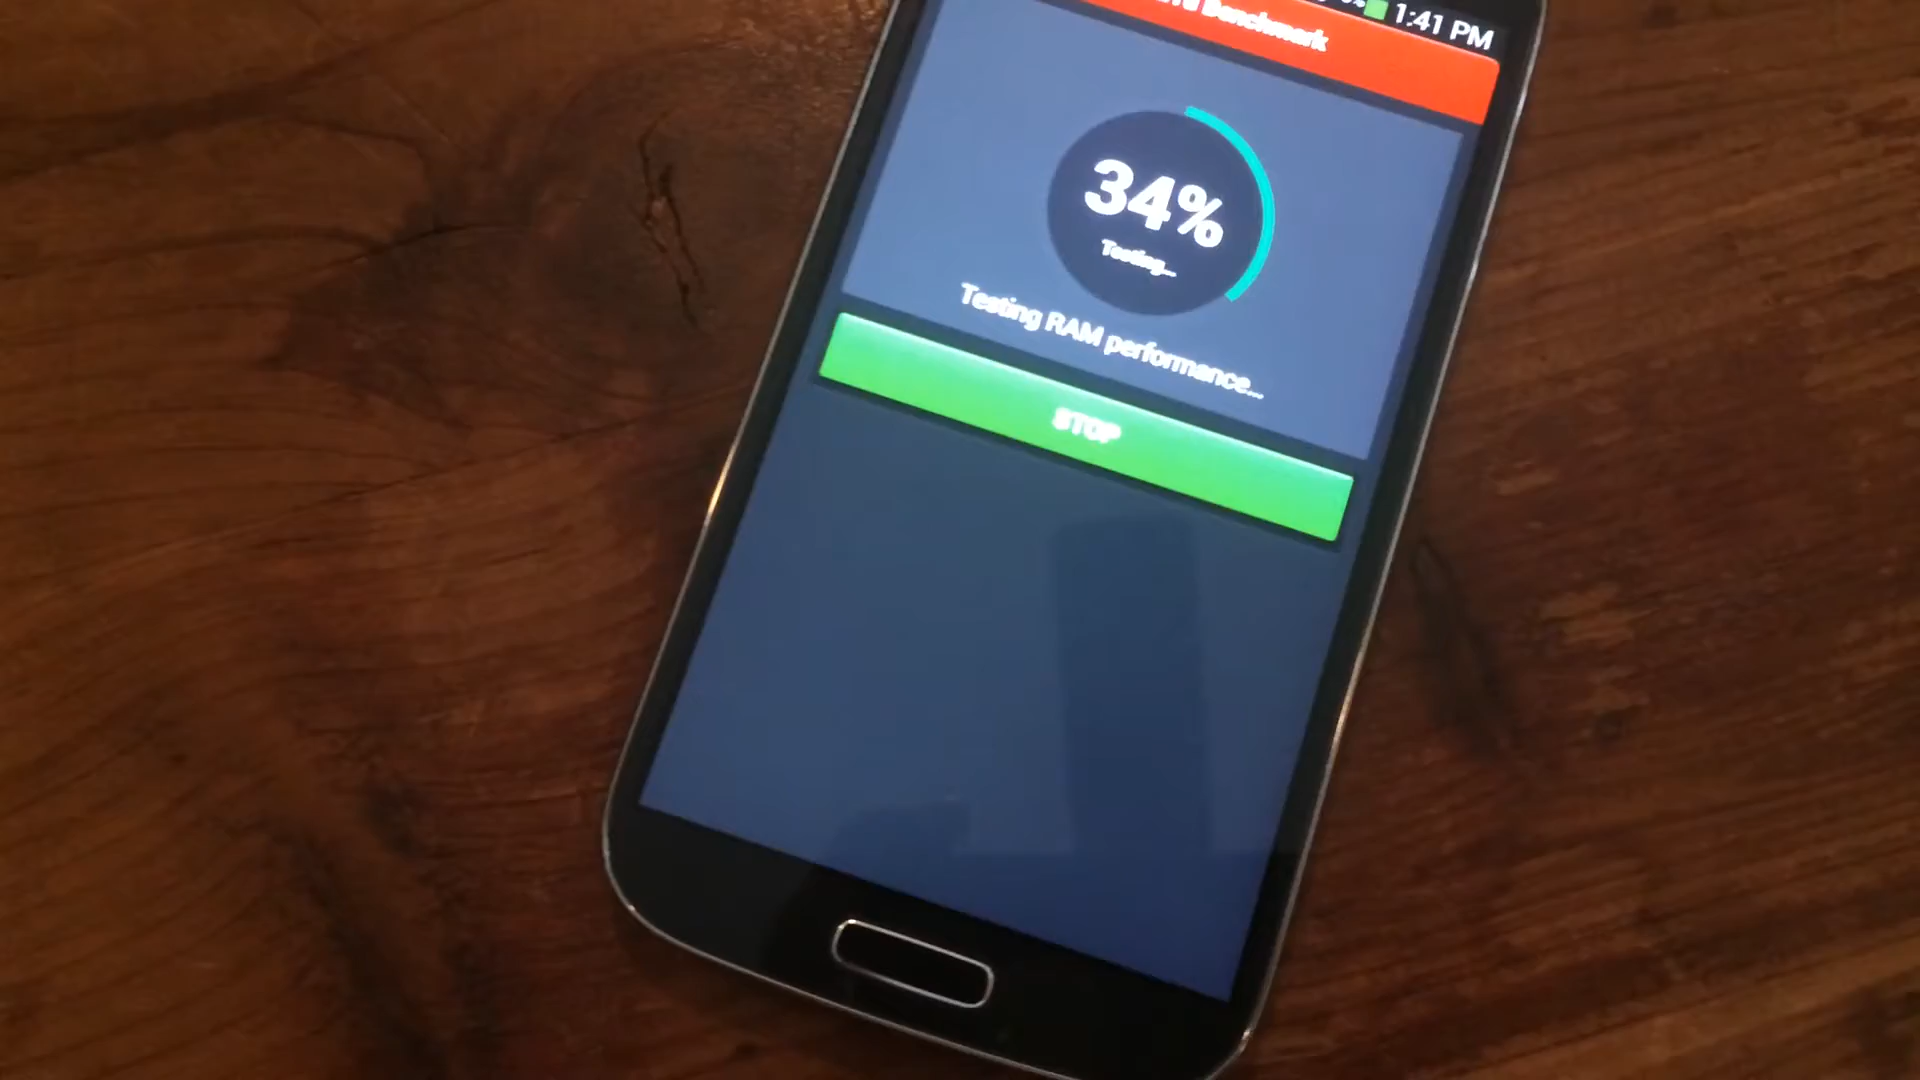 1:41 PM
Benchmark
34%
Testing...
Testing RAM performance...
STOP